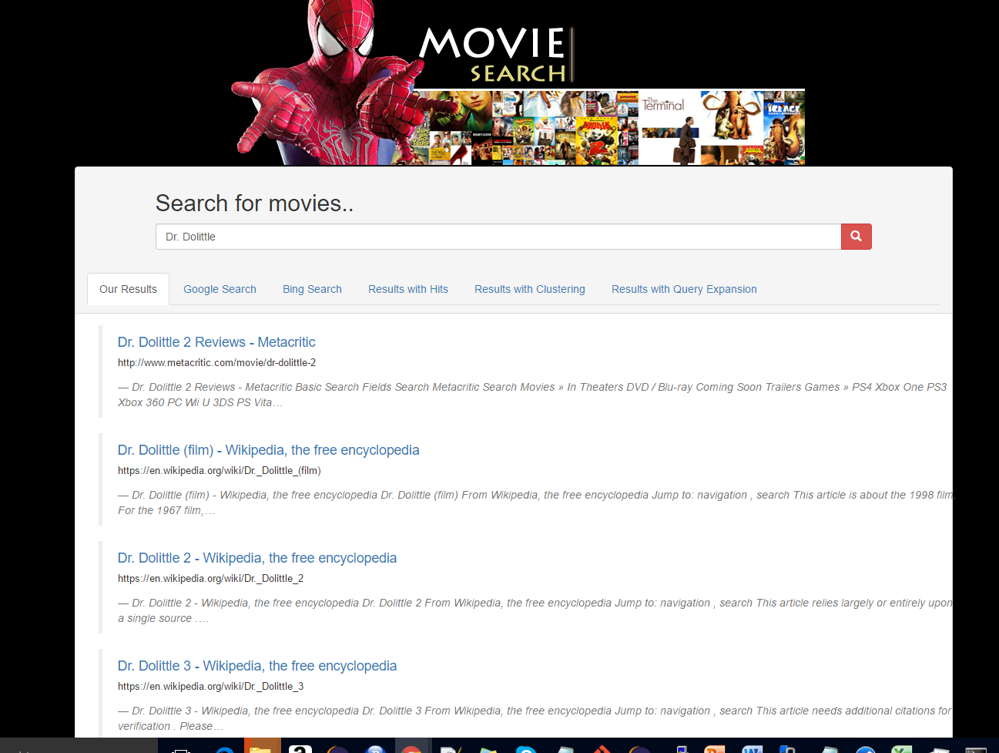 MOVIE
SEARCH
The Terminal
ICE AGE
2
Search for movies..
Dr. Dolittle
Our Results Google Search Bing Search Results with Hits Results with Clustering Results with Query Expansion
Dr. Dolittle 2 Reviews - Metacritic
http://www.metacritic.com/movie/dr-dolittle-2
— Dr. Dolittle 2 Reviews - Metacritic Basic Search Fields Search Metacritic Search Movies » In Theaters DVD / Blu-ray Coming Soon Trailers Games » PS4 Xbox One PS3
Xbox 360 PC Wii U 3DS PS Vita…
Dr. Dolittle (film) - Wikipedia, the free encyclopedia
https://en.wikipedia.org/wiki/Dr._Dolittle_(film)
— Dr. Dolittle (film) - Wikipedia, the free encyclopedia Dr. Dolittle (film) From Wikipedia, the free encyclopedia Jump to: navigation , search This article is about the 1998 film.
For the 1967 film,…
Dr. Dolittle 2 - Wikipedia, the free encyclopedia
https://en.wikipedia.org/wiki/Dr._Dolittle_2
— Dr. Dolittle 2 - Wikipedia, the free encyclopedia Dr. Dolittle 2 From Wikipedia, the free encyclopedia Jump to: navigation , search This article relies largely or entirely upon
a single source .…
Dr. Dolittle 3 - Wikipedia, the free encyclopedia
https://en.wikipedia.org/wiki/Dr._Dolittle_3
— Dr. Dolittle 3 - Wikipedia, the free encyclopedia Dr. Dolittle 3 From Wikipedia, the free encyclopedia Jump to: navigation , search This article needs additional citations for
verification . Please…